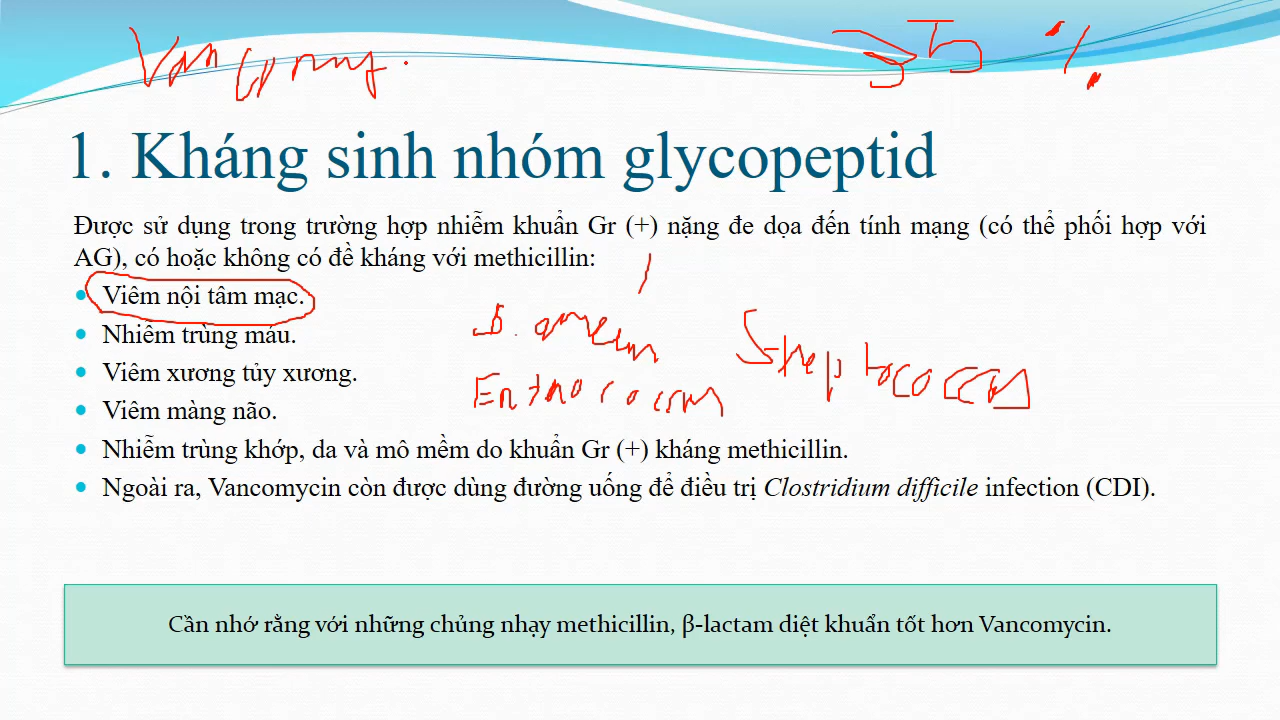 35 %
1. Kháng sinh nhóm glycopeptid
Được sử dụng trong trường hợp nhiễm khuẩn Gr (+) nặng đe dọa đến tính mạng (có thể phối hợp với
AG), có hoặc không có đề kháng với methicillin:
Viêm nội tâm mạc.
Nhiễm trùng máu.
Viêm xương tủy xương.
Viêm màng não.
Streptococcus
Nhiễm trùng khớp, da và mô mềm do khuẩn Gr (+) kháng methicillin.
Ngoài ra, Vancomycin còn được dùng đường uống để điều trị Clostridium difficile infection (CDI).
Cần nhớ rằng với những chủng nhạy methicillin, β-lactam diệt khuẩn tốt hơn Vancomycin.